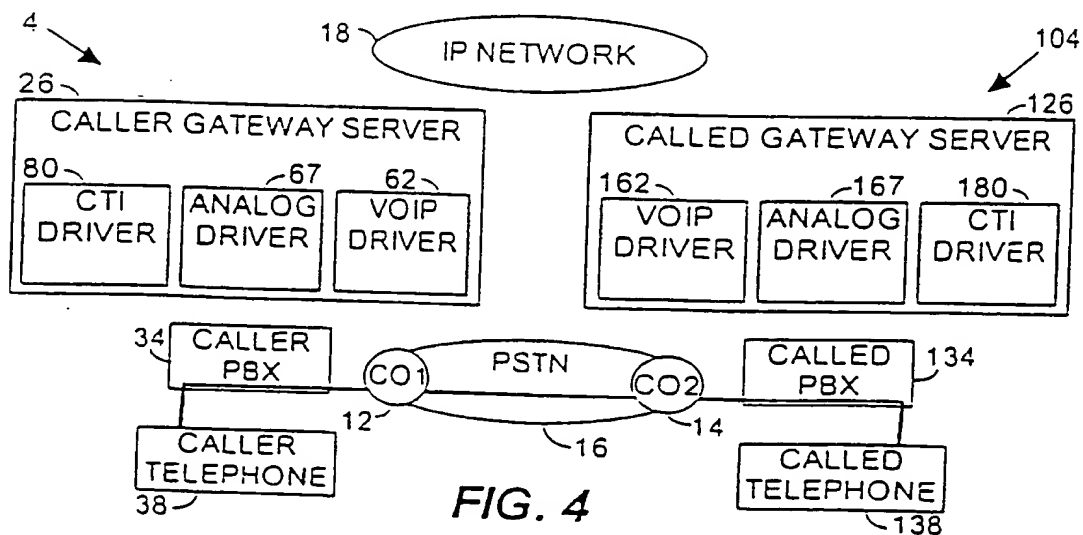 4
18
IP NETWORK
104
26
126
CALLER GATEWAY SERVER
CALLED GATEWAY SERVER
80
67
62
162
167
180
CTI
DRIVER
ANALOG
DRIVER
VOIP
DRIVER
VOIP
DRIVER
ANALOG
DRIVER
CTI
DRIVER
34
CALLER
PBX
CO1
PSTN
CO2
CALLED
PBX
134
12
16
14
CALLER
TELEPHONE
38
CALLED
TELEPHONE
138
FIG. 4